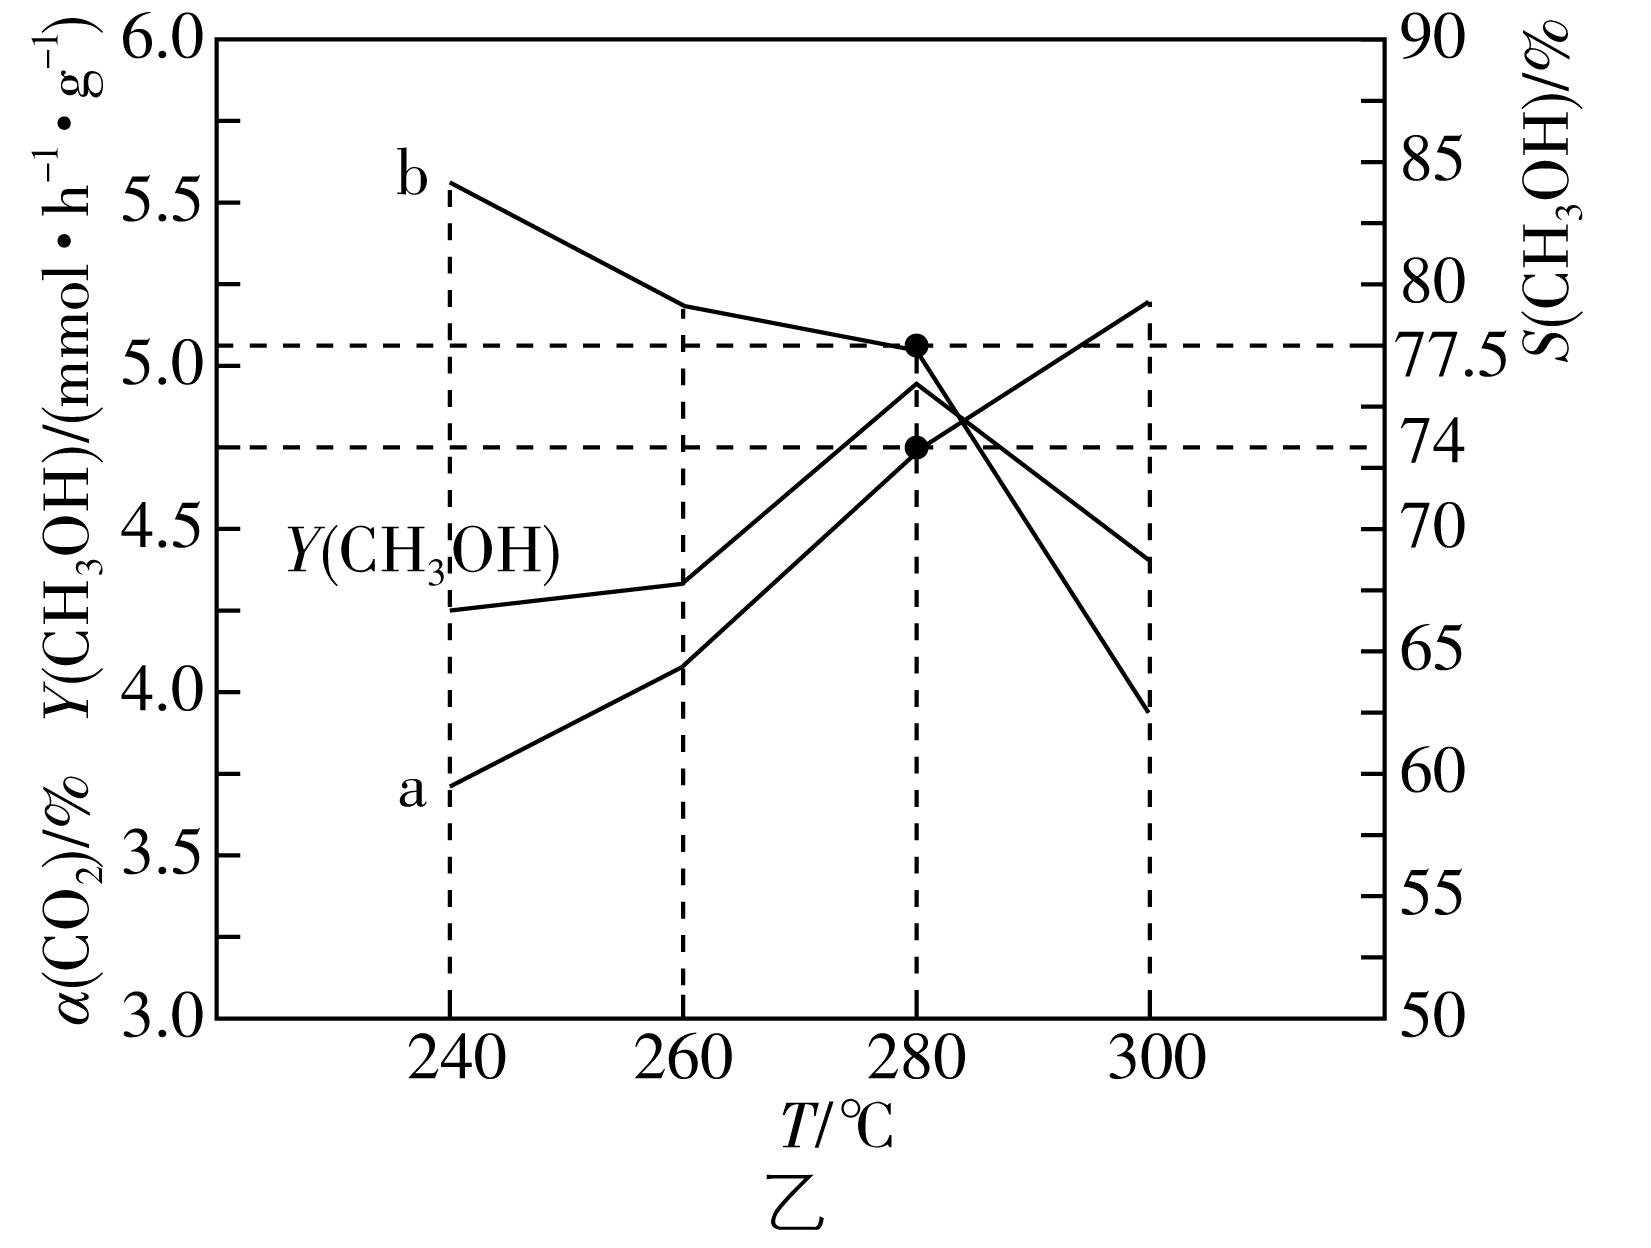 α(CO₂)/%  Y(CH₃OH)/(mmol•h⁻¹•g⁻¹)
6.0
5.5
5.0
4.5
4.0
3.5
3.0
b
Y(CH₃OH)
a
90
85
80
77.5
74
70
65
60
55
50
S(CH₃OH)/%
240 260 280 300
T/℃
乙